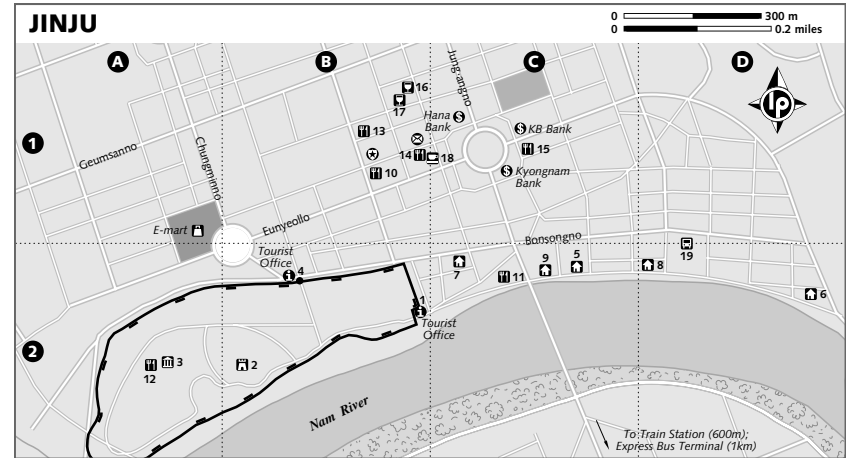 JINJU
0 300 m
0 0.2 miles
A
B
C
D
1
2
16
17
Hana
Bank
Jung-angno
KB Bank
13
14
18
15
10
Kyongnam
Bank
Geumsanno
Chungminno
E-mart
Eunyeollo
Bonsongno
Tourist
Office
4
7
11
9
5
8
19
6
1
Tourist
Office
3
12
2
Nam River
To Train Station (600m);
Express Bus Terminal (1km)
lp